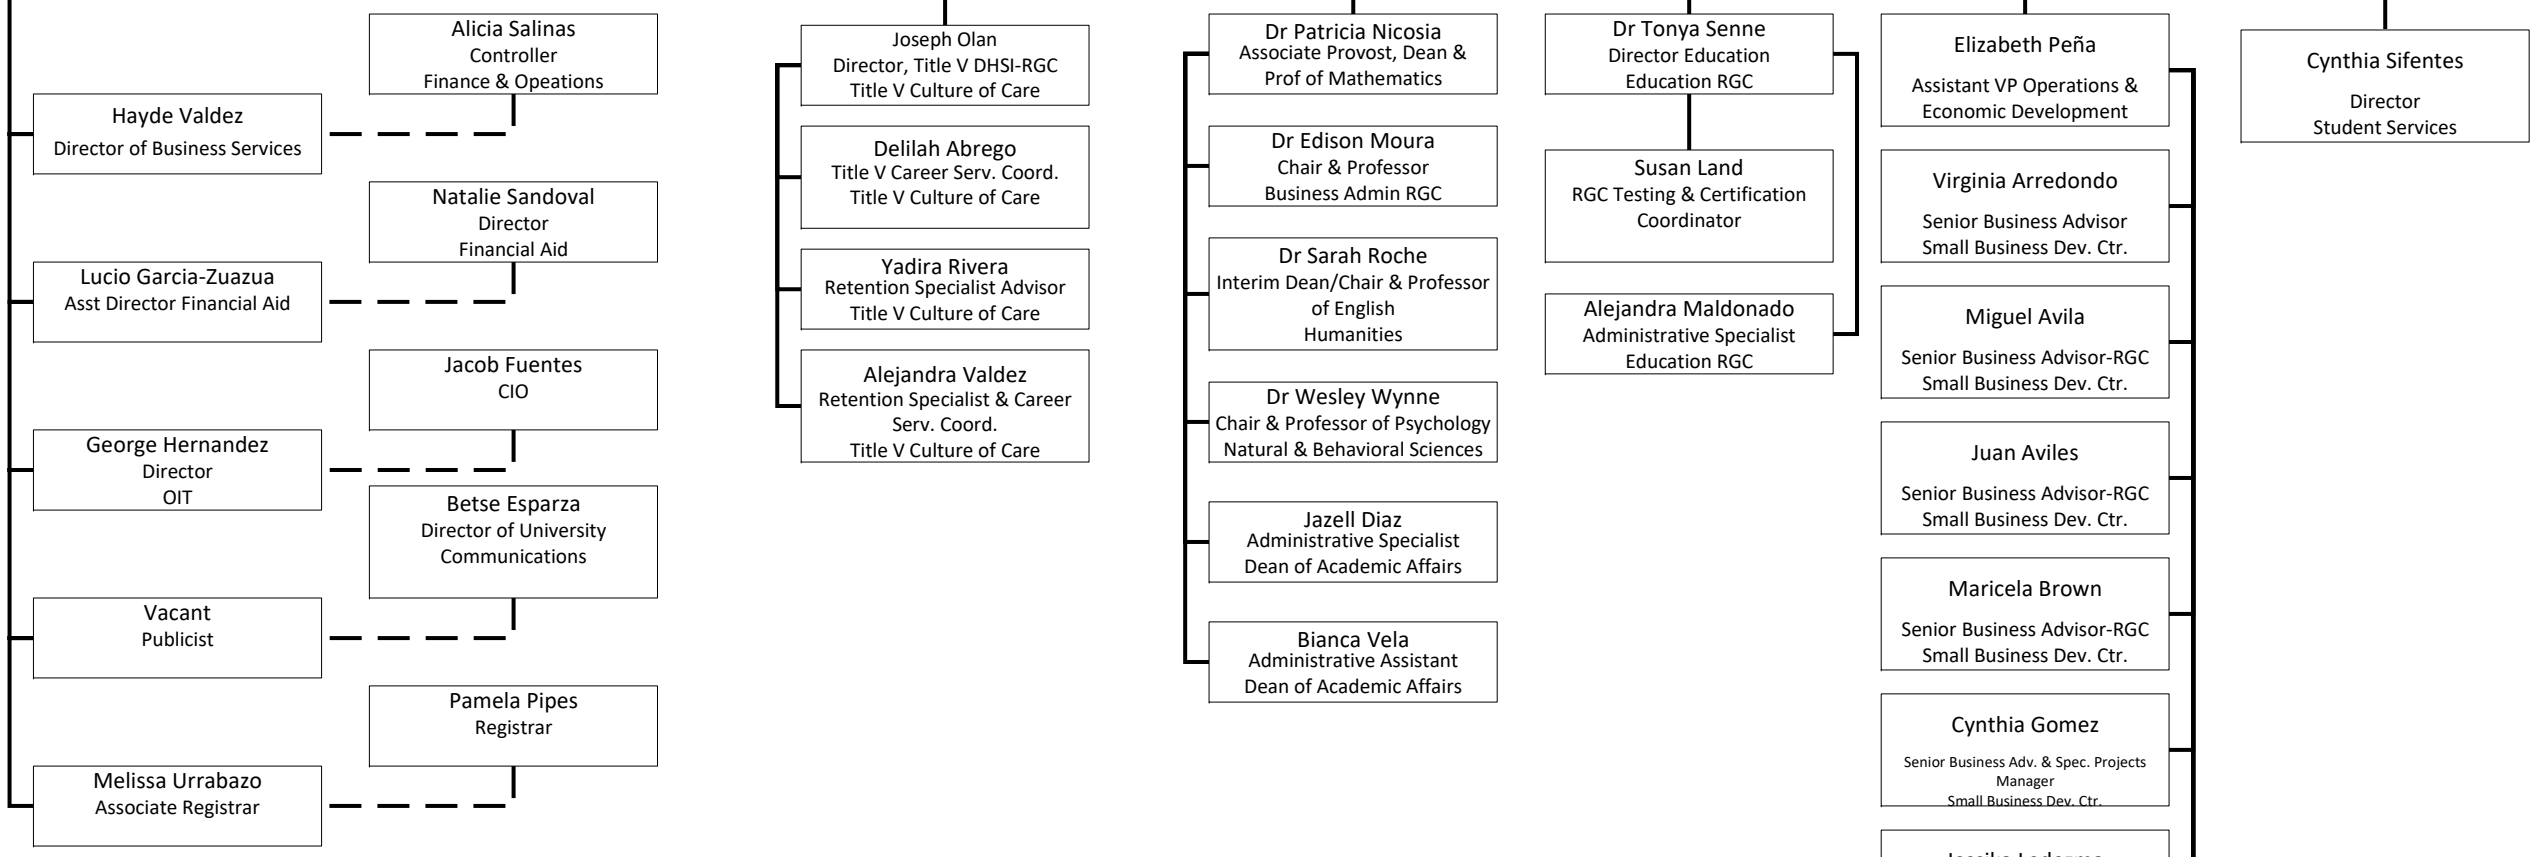 Alicia Salinas
Controller
Finance & Opeations
Hayde Valdez
Director of Business Services
Natalie Sandoval
Director
Financial Aid
Lucio Garcia-Zuazua
Asst Director Financial Aid
Jacob Fuentes
CIO
George Hernandez
Director
OIT
Betse Esparza
Director of University
Communications
Vacant
Publicist
Pamela Pipes
Registrar
Melissa Urrabazo
Associate Registrar
Joseph Olan
Director, Title V DHSI-RGC
Title V Culture of Care
Delilah Abrego
Title V Career Serv. Coord.
Title V Culture of Care
Yadira Rivera
Retention Specialist Advisor
Title V Culture of Care
Alejandra Valdez
Retention Specialist & Career
Serv. Coord.
Title V Culture of Care
Dr Patricia Nicosia
Associate Provost, Dean &
Prof of Mathematics
Dr Edison Moura
Chair & Professor
Business Admin RGC
Dr Sarah Roche
Interim Dean/Chair & Professor
of English
Humanities
Dr Wesley Wynne
Chair & Professor of Psychology
Natural & Behavioral Sciences
Jazell Diaz
Administrative Specialist
Dean of Academic Affairs
Bianca Vela
Administrative Assistant
Dean of Academic Affairs
Dr Tonya Senne
Director Education
Education RGC
Susan Land
RGC Testing & Certification
Coordinator
Alejandra Maldonado
Administrative Specialist
Education RGC
Elizabeth Peña
Assistant VP Operations &
Economic Development
Virginia Arredondo
Senior Business Advisor
Small Business Dev. Ctr.
Miguel Avila
Senior Business Advisor-RGC
Small Business Dev. Ctr.
Juan Aviles
Senior Business Advisor-RGC
Small Business Dev. Ctr.
Maricela Brown
Senior Business Advisor-RGC
Small Business Dev. Ctr.
Cynthia Gomez
Senior Business Adv. & Spec. Projects
Manager
Small Business Dev. Ctr.
Cynthia Sifentes
Director
Student Services